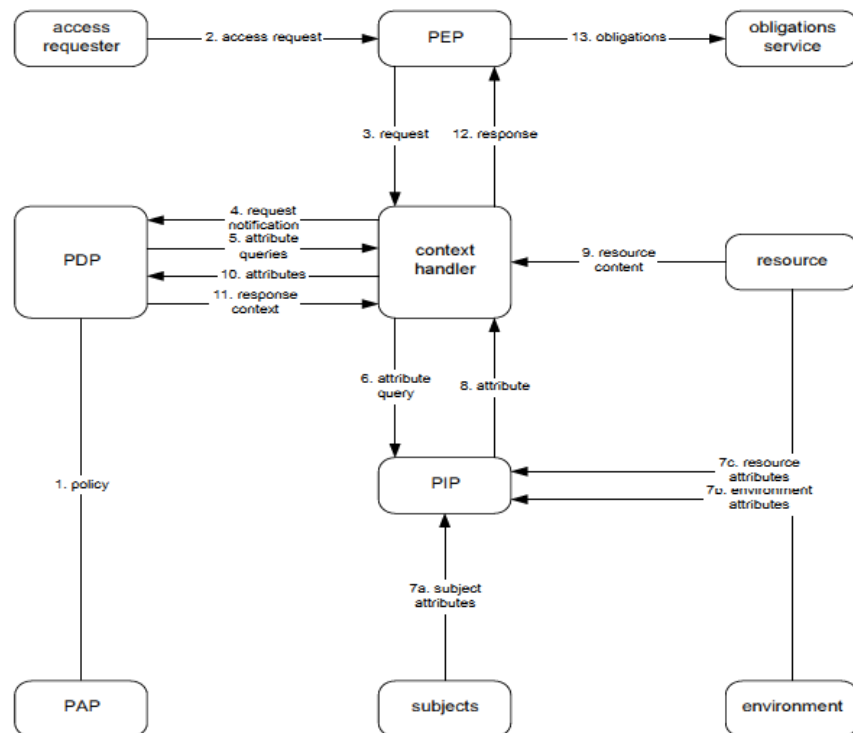 access
requester
2. access request
PEP
13. obligations
obligations
service
3. request
12. response
PDP
4. request
notification
5. attribute
queries
10. attributes
11. response
context
context
handler
9. resource
content
resource
6. attribute
query
8. attribute
1. policy
PIP
7c. resource
attributes
7b. environment
attributes
7a. subject
attributes
PAP
subjects
environment